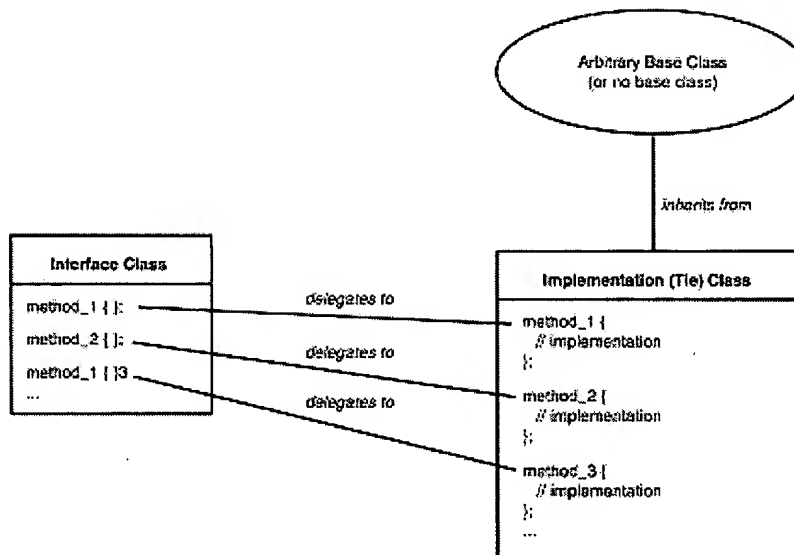 Arbitrary Base Class
(or no base class)
inherits from
Interface Class
method_1 { };
method_2 { };
method_1 { }3
...
delegates to
delegates to
delegates to
Implementation (Tie) Class
method_1 {
// implementation
};
method_2 {
// implementation
};
method_3 {
// implementation
};
...